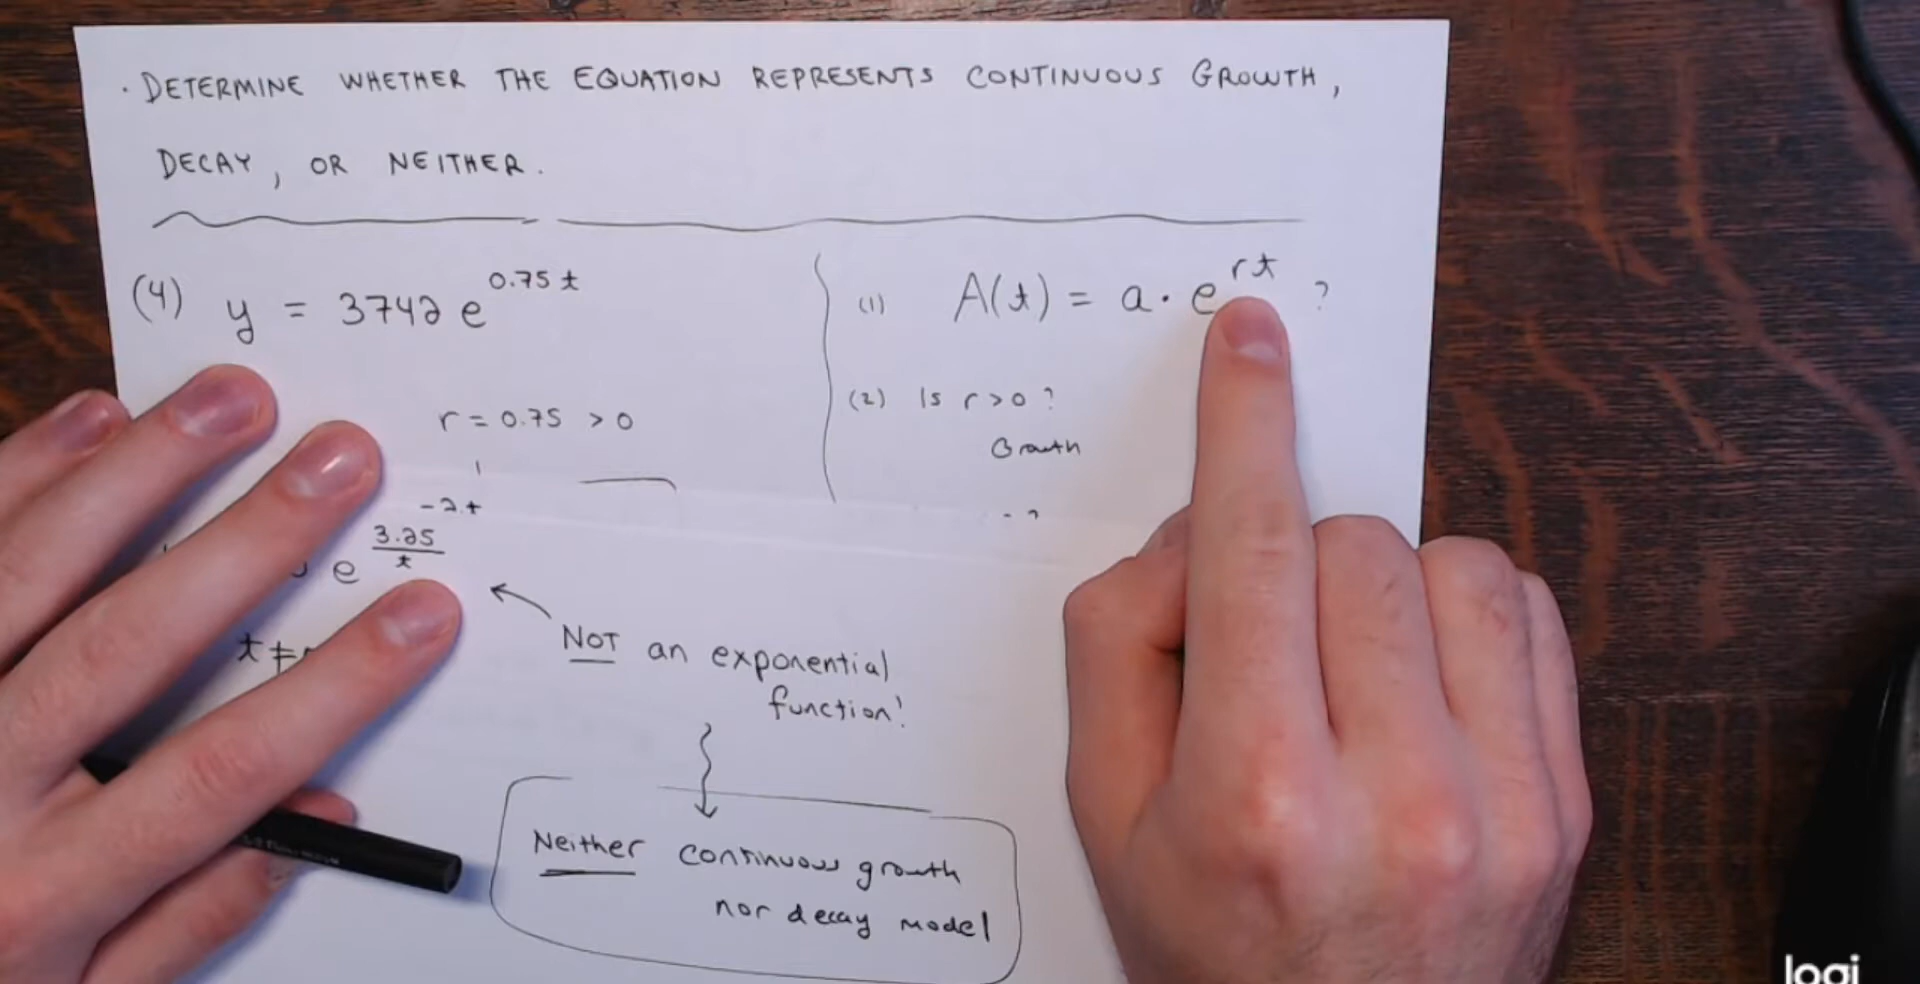 · DETERMINE WHETHER THE EQUATION REPRESENTS CONTINUOUS GROWTH,
DECAY, OR NEITHER.
(4) y = 3742 e^0.75t
(1) A(t) = a · e^rt ?
r = 0.75 > 0
(2) Is r > 0 ?
Growth
-2t
e^3.25/t
t ≠
NOT an exponential
function!
Neither continuous growth
nor decay model
logi